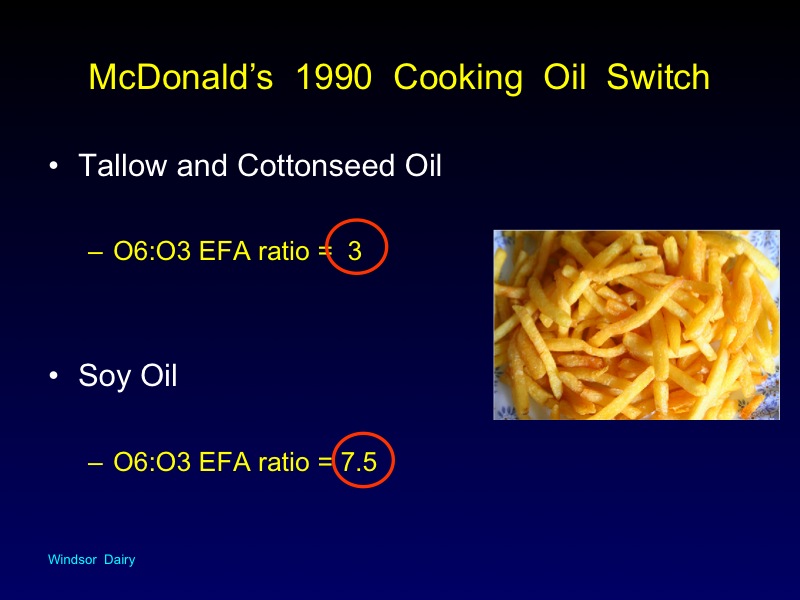 McDonald’s 1990 Cooking Oil Switch
• Tallow and Cottonseed Oil
– O6:O3 EFA ratio = 3
• Soy Oil
– O6:O3 EFA ratio = 7.5
Windsor Dairy